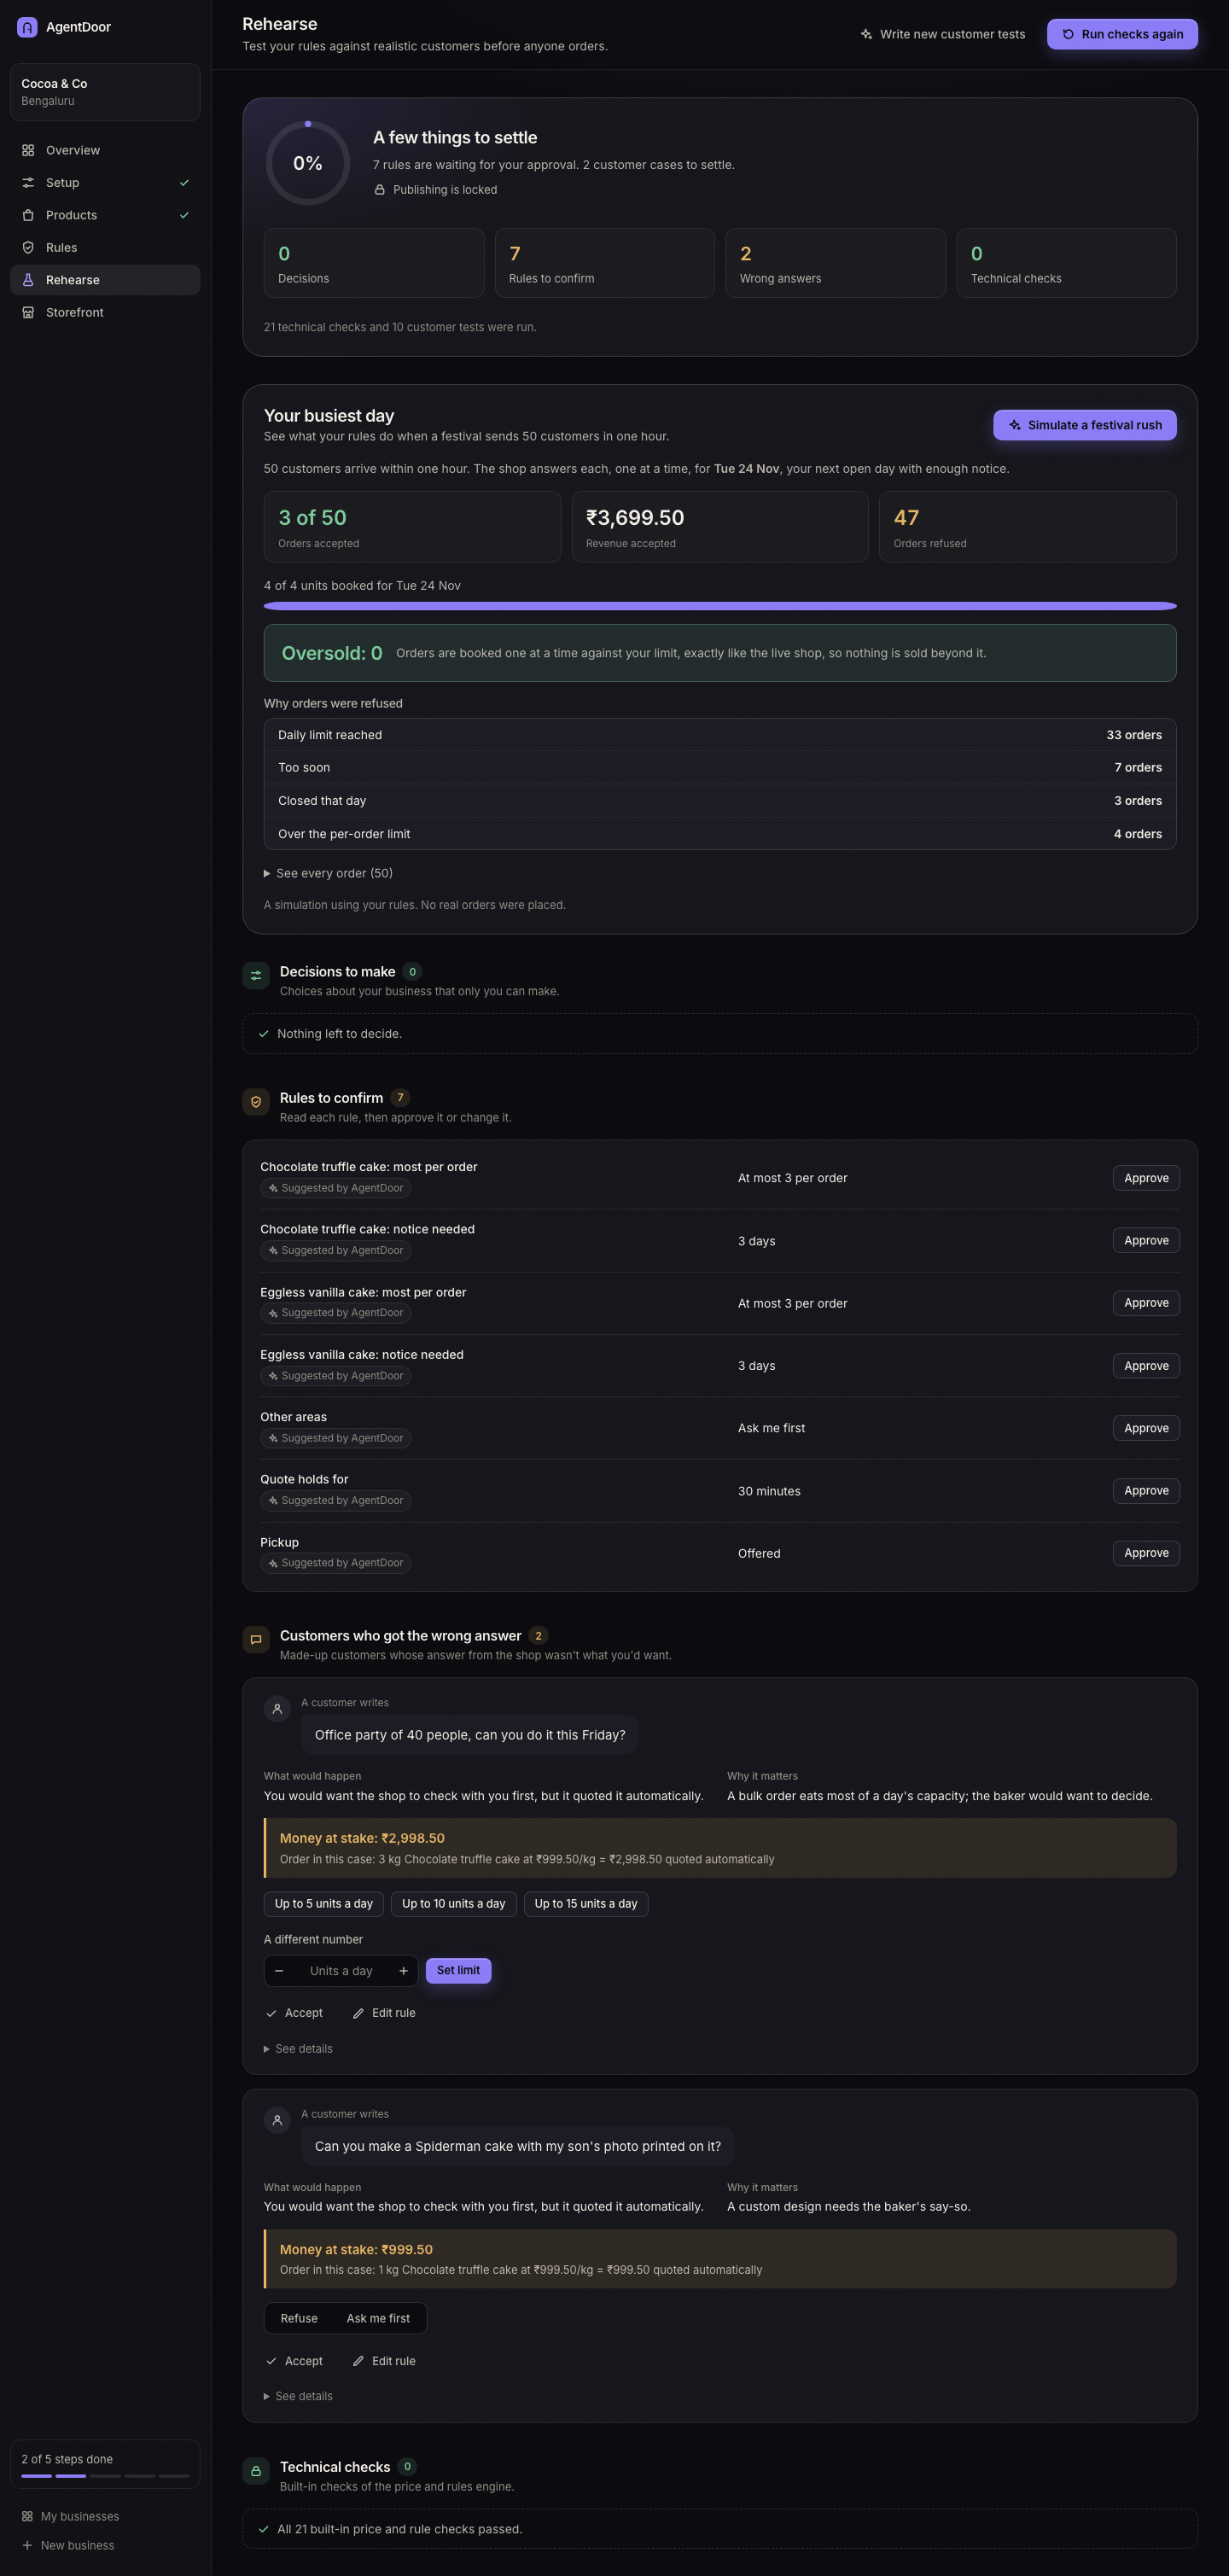 AgentDoor
Cocoa & Co
Bengaluru
Overview
Setup
Products
Rules
Rehearse
Storefront
2 of 5 steps done
My businesses
New business
Rehearse
Test your rules against realistic customers before anyone orders.
Write new customer tests
Run checks again
0%
A few things to settle
7 rules are waiting for your approval. 2 customer cases to settle.
Publishing is locked
0
Decisions
7
Rules to confirm
2
Wrong answers
0
Technical checks
21 technical checks and 10 customer tests were run.
Your busiest day
See what your rules do when a festival sends 50 customers in one hour.
Simulate a festival rush
50 customers arrive within one hour. The shop answers each, one at a time, for Tue 24 Nov, your next open day with enough notice.
3 of 50
Orders accepted
₹3,699.50
Revenue accepted
47
Orders refused
4 of 4 units booked for Tue 24 Nov
Oversold: 0 Orders are booked one at a time against your limit, exactly like the live shop, so nothing is sold beyond it.
Why orders were refused
Daily limit reached 33 orders
Too soon 7 orders
Closed that day 3 orders
Over the per-order limit 4 orders
See every order (50)
A simulation using your rules. No real orders were placed.
Decisions to make 0
Choices about your business that only you can make.
Nothing left to decide.
Rules to confirm 7
Read each rule, then approve it or change it.
Chocolate truffle cake: most per order
Suggested by AgentDoor
At most 3 per order
Approve
Chocolate truffle cake: notice needed
Suggested by AgentDoor
3 days
Approve
Eggless vanilla cake: most per order
Suggested by AgentDoor
At most 3 per order
Approve
Eggless vanilla cake: notice needed
Suggested by AgentDoor
3 days
Approve
Other areas
Suggested by AgentDoor
Ask me first
Approve
Quote holds for
Suggested by AgentDoor
30 minutes
Approve
Pickup
Suggested by AgentDoor
Offered
Approve
Customers who got the wrong answer 2
Made-up customers whose answer from the shop wasn't what you'd want.
A customer writes
Office party of 40 people, can you do it this Friday?
What would happen
You would want the shop to check with you first, but it quoted it automatically.
Why it matters
A bulk order eats most of a day's capacity; the baker would want to decide.
Money at stake: ₹2,998.50
Order in this case: 3 kg Chocolate truffle cake at ₹999.50/kg = ₹2,998.50 quoted automatically
Up to 5 units a day
Up to 10 units a day
Up to 15 units a day
A different number
− Units a day +
Set limit
Accept
Edit rule
See details
A customer writes
Can you make a Spiderman cake with my son's photo printed on it?
What would happen
You would want the shop to check with you first, but it quoted it automatically.
Why it matters
A custom design needs the baker's say-so.
Money at stake: ₹999.50
Order in this case: 1 kg Chocolate truffle cake at ₹999.50/kg = ₹999.50 quoted automatically
Refuse
Ask me first
Accept
Edit rule
See details
Technical checks 0
Built-in checks of the price and rules engine.
All 21 built-in price and rule checks passed.